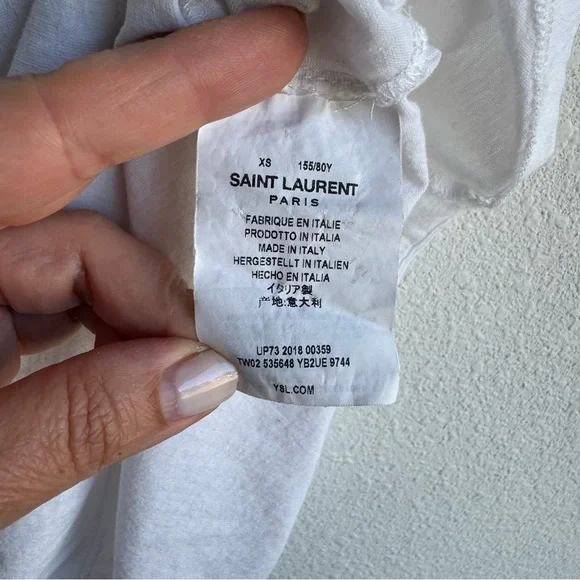 XS 155/80Y
SAINT LAURENT
PARIS
FABRIQUE EN ITALIE
PRODOTTO IN ITALIA
MADE IN ITALY
HERGESTELLT IN ITALIEN
HECHO EN ITALIA
イタリア製
产地:意大利
UP73 2018 00359
TW02 535648 YB2UE 9744
YSL.COM